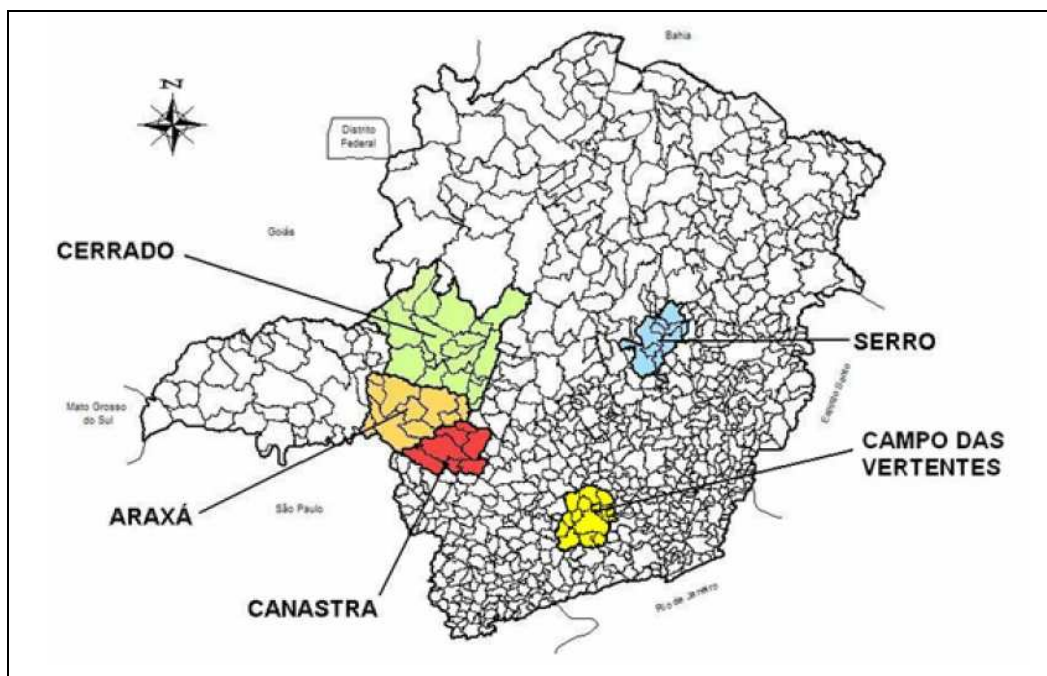 Bahia
N
Distrito
Federal
Goiás
CERRADO
SERRO
Espírito Santo
Mato Grosso
do Sul
CAMPO DAS
VERTENTES
ARAXÁ
São Paulo
CANASTRA
Rio de Janeiro